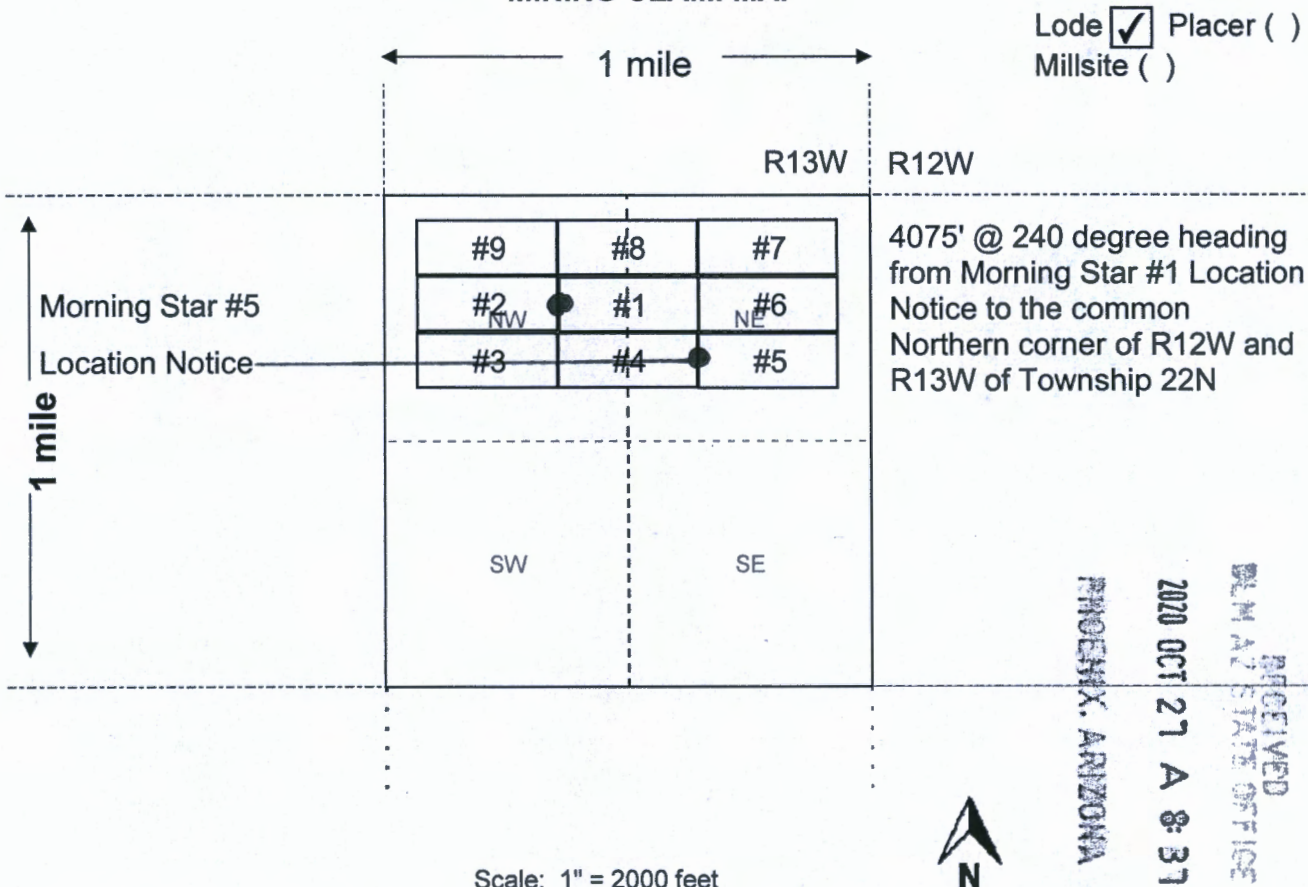 Lode [✓] Placer ( )
Millsite ( )
1 mile
R13W R12W
#9 #8 #7
#2 #1 #6
NW NE
#3 #4 #5
Morning Star #5
Location Notice
1 mile
4075' @ 240 degree heading
from Morning Star #1 Location
Notice to the common
Northern corner of R12W and
R13W of Township 22N
SW SE
RECEIVED
BLM AZ STATE OFFICE
2020 OCT 27 A 8:37
PHOENIX, ARIZONA
N
Scale: 1" = 2000 feet